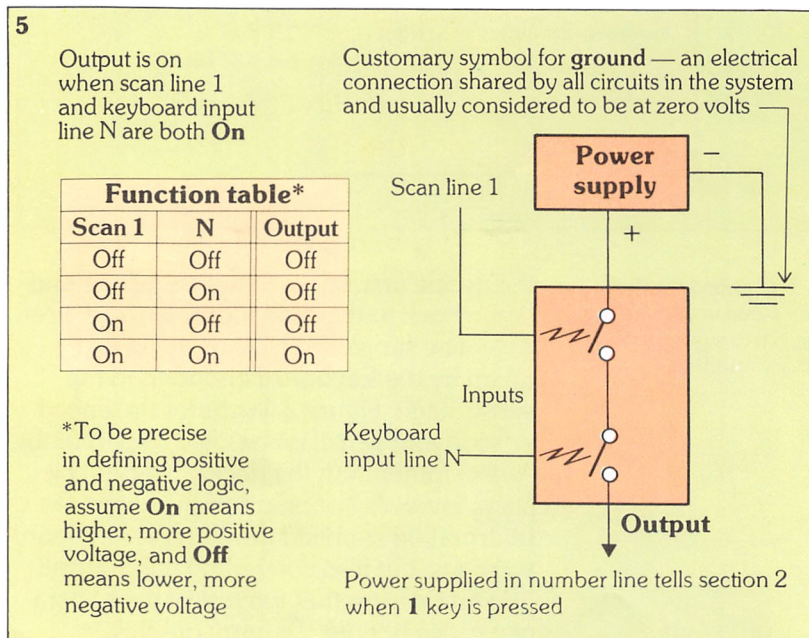 5
Output is on
when scan line 1
and keyboard input
line N are both On
Customary symbol for ground — an electrical
connection shared by all circuits in the system
and usually considered to be at zero volts
Function table*
Scan 1 N Output
Off Off Off
Off On Off
On Off Off
On On On
*To be precise
in defining positive
and negative logic,
assume On means
higher, more positive
voltage, and Off
means lower, more
negative voltage
Scan line 1
Power
supply
−
+
Inputs
Keyboard
input line N
Output
Power supplied in number line tells section 2
when 1 key is pressed